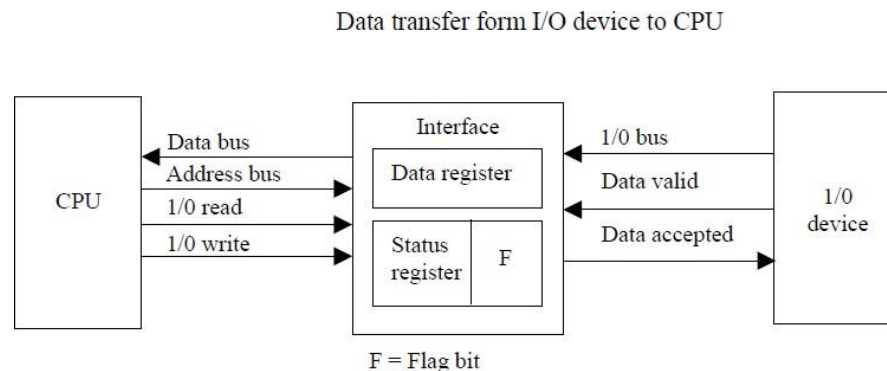 Data transfer form I/O device to CPU
CPU
Data bus
Address bus
1/0 read
1/0 write
Interface
Data register
Status
register
F
1/0 bus
Data valid
Data accepted
1/0
device
F = Flag bit